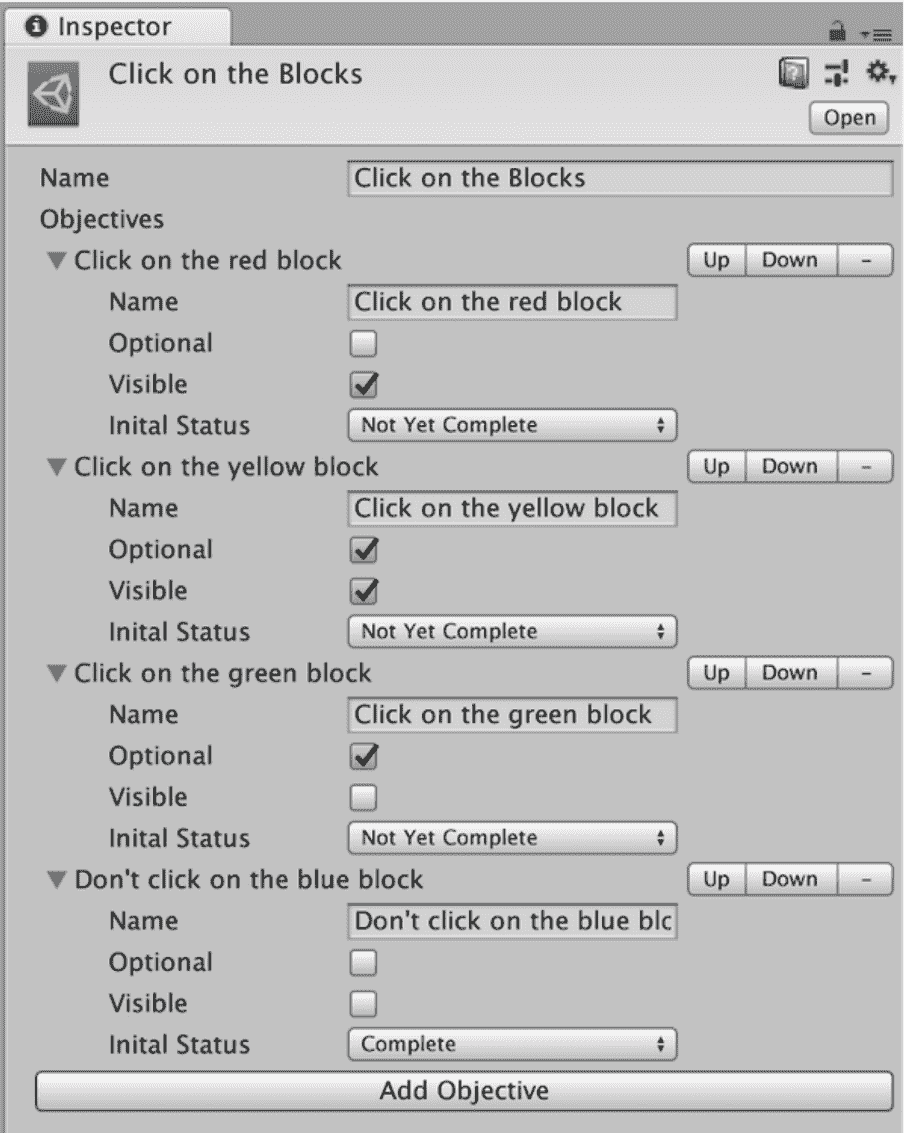 Inspector
Click on the Blocks
Open
Name Click on the Blocks
Objectives
Click on the red block Up Down -
Name Click on the red block
Optional
Visible
Inital Status Not Yet Complete
Click on the yellow block Up Down -
Name Click on the yellow block
Optional
Visible
Inital Status Not Yet Complete
Click on the green block Up Down -
Name Click on the green block
Optional
Visible
Inital Status Not Yet Complete
Don't click on the blue block Up Down -
Name Don't click on the blue blo
Optional
Visible
Inital Status Complete
Add Objective